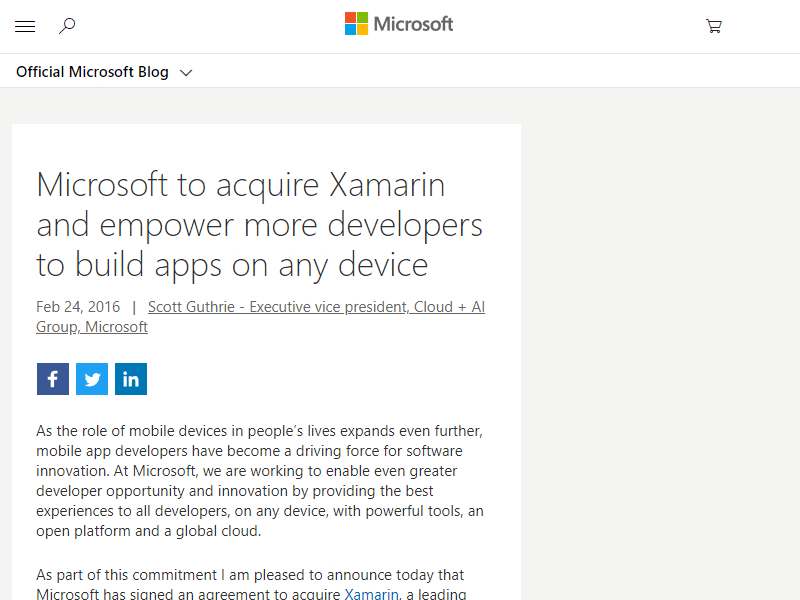 Microsoft
Official Microsoft Blog
Microsoft to acquire Xamarin
and empower more developers
to build apps on any device
Feb 24, 2016 | Scott Guthrie - Executive vice president, Cloud + AI
Group, Microsoft
As the role of mobile devices in people's lives expands even further,
mobile app developers have become a driving force for software
innovation. At Microsoft, we are working to enable even greater
developer opportunity and innovation by providing the best
experiences to all developers, on any device, with powerful tools, an
open platform and a global cloud.
As part of this commitment I am pleased to announce today that
Microsoft has signed an agreement to acquire Xamarin, a leading